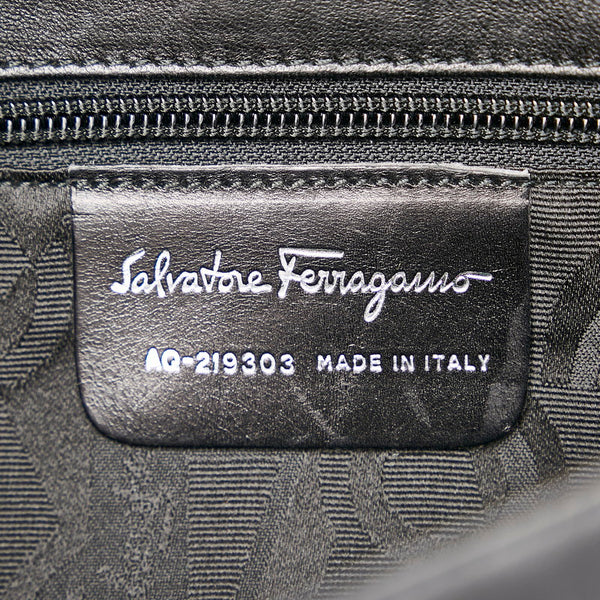 Salvatore Ferragamo
AQ-219303 MADE IN ITALY